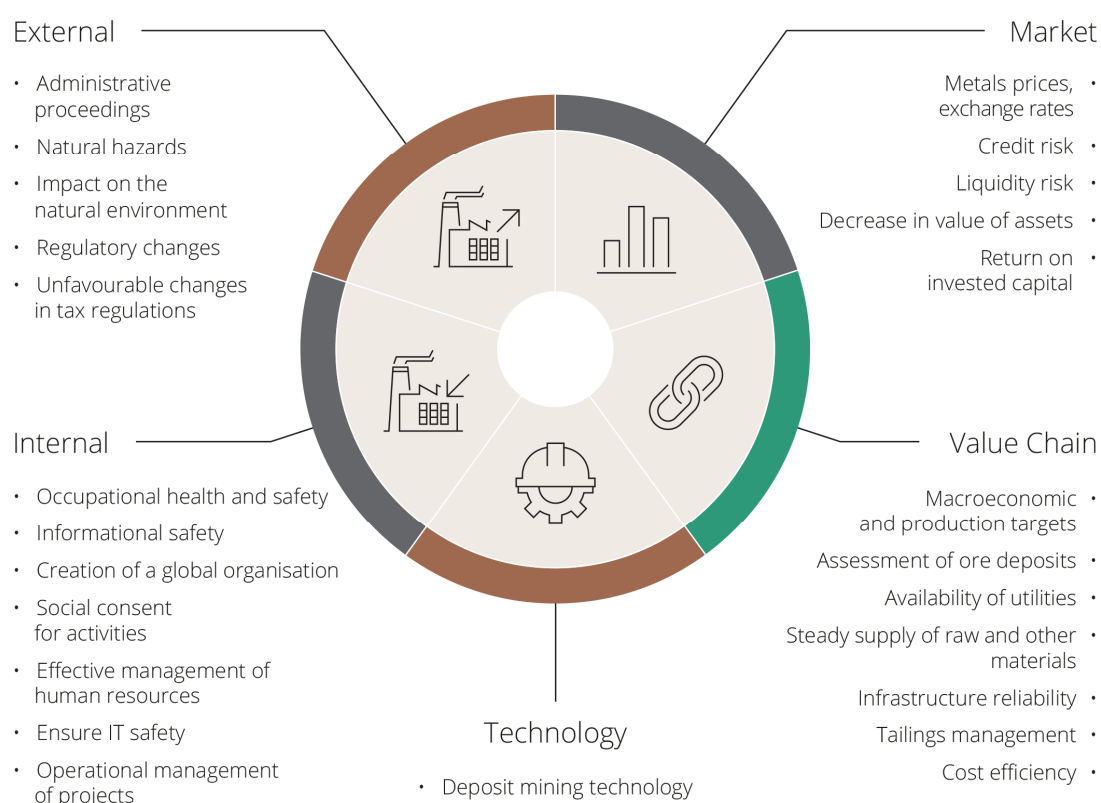 External
Administrative
proceedings
Natural hazards
Impact on the
natural environment
Regulatory changes
Unfavourable changes
in tax regulations
Market
Metals prices,
exchange rates
Credit risk
Liquidity risk
Decrease in value of assets
Return on
invested capital
Internal
Occupational health and safety
Informational safety
Creation of a global organisation
Social consent
for activities
Effective management of
human resources
Ensure IT safety
Operational management
of projects
Value Chain
Macroeconomic
and production targets
Assessment of ore deposits
Availability of utilities
Steady supply of raw and other
materials
Infrastructure reliability
Tailings management
Cost efficiency
Technology
Deposit mining technology